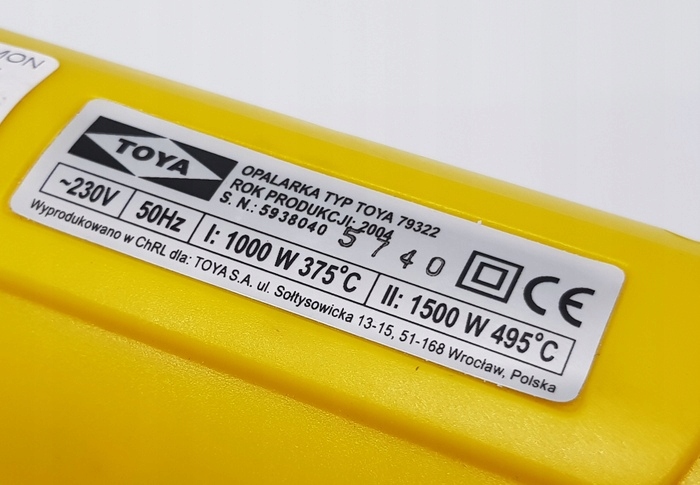 MON
TOYA
OPALARKA TYP TOYA 79322
ROK PRODUKCJI: 2004
S. N.: 5938040 5740
~230V 50Hz I: 1000 W 375°C II: 1500 W 495°C
Wyprodukowano w ChRL dla: TOYA S.A. ul. Sołtysowicka 13-15, 51-168 Wrocław, Polska
CE